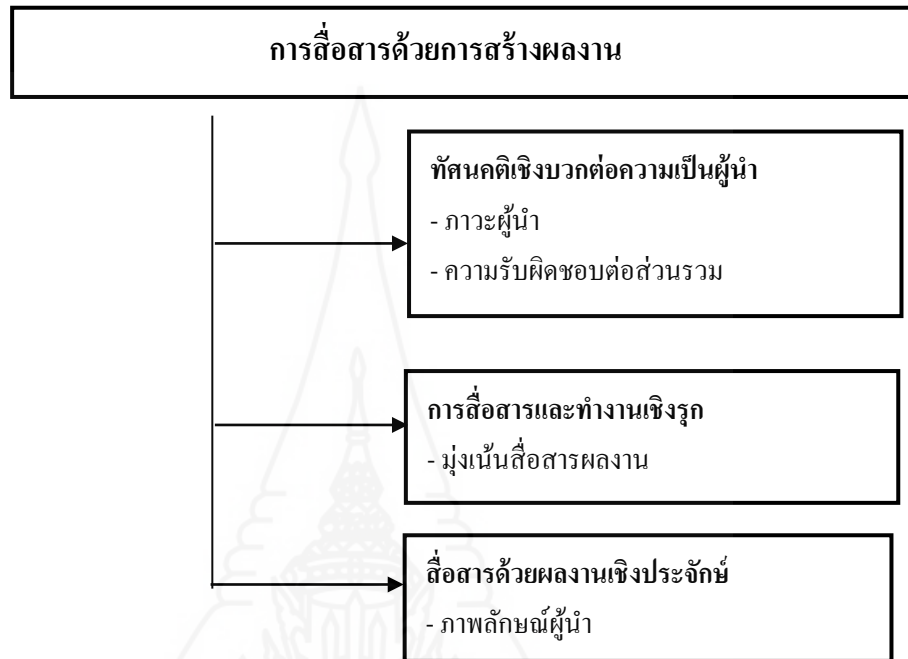 การสื่อสารด้วยการสร้างผลงาน
ทัศนคติเชิงบวกต่อความเป็นผู้นำ
- ภาวะผู้นำ
- ความรับผิดชอบต่อส่วนรวม
การสื่อสารและทำงานเชิงรุก
- มุ่งเน้นสื่อสารผลงาน
สื่อสารด้วยผลงานเชิงประจักษ์
- ภาพลักษณ์ผู้นำ